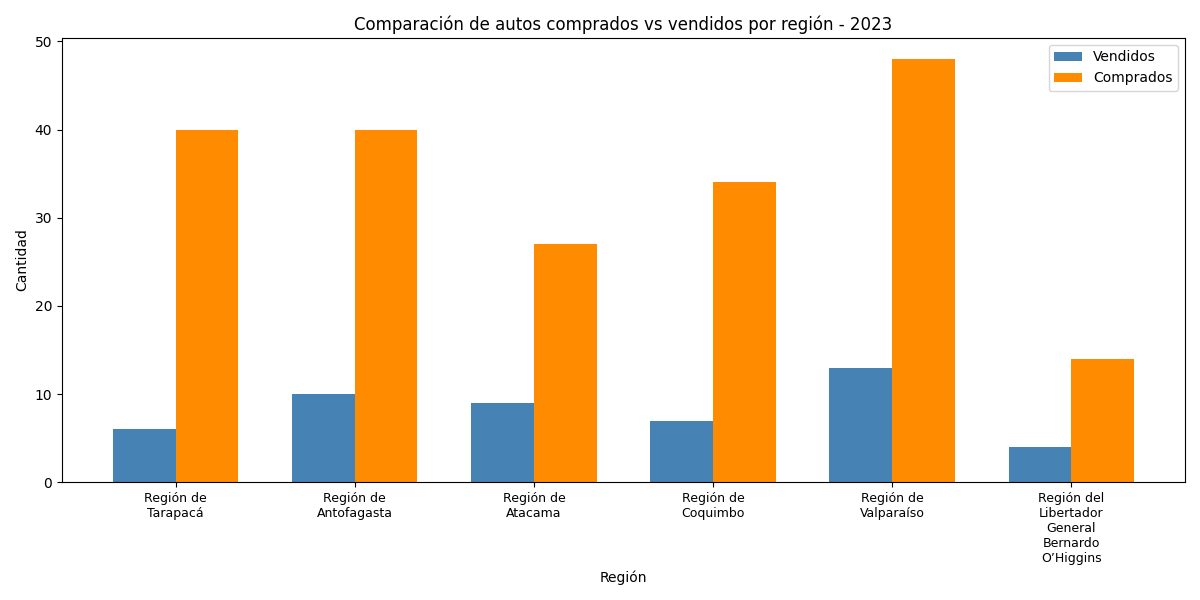 Comparación de autos comprados vs vendidos por región - 2023
Vendidos
Comprados
Cantidad
50
40
30
20
10
0
Región de
Tarapacá
Región de
Antofagasta
Región de
Atacama
Región de
Coquimbo
Región de
Valparaíso
Región del
Libertador
General
Bernardo
O’Higgins
Región